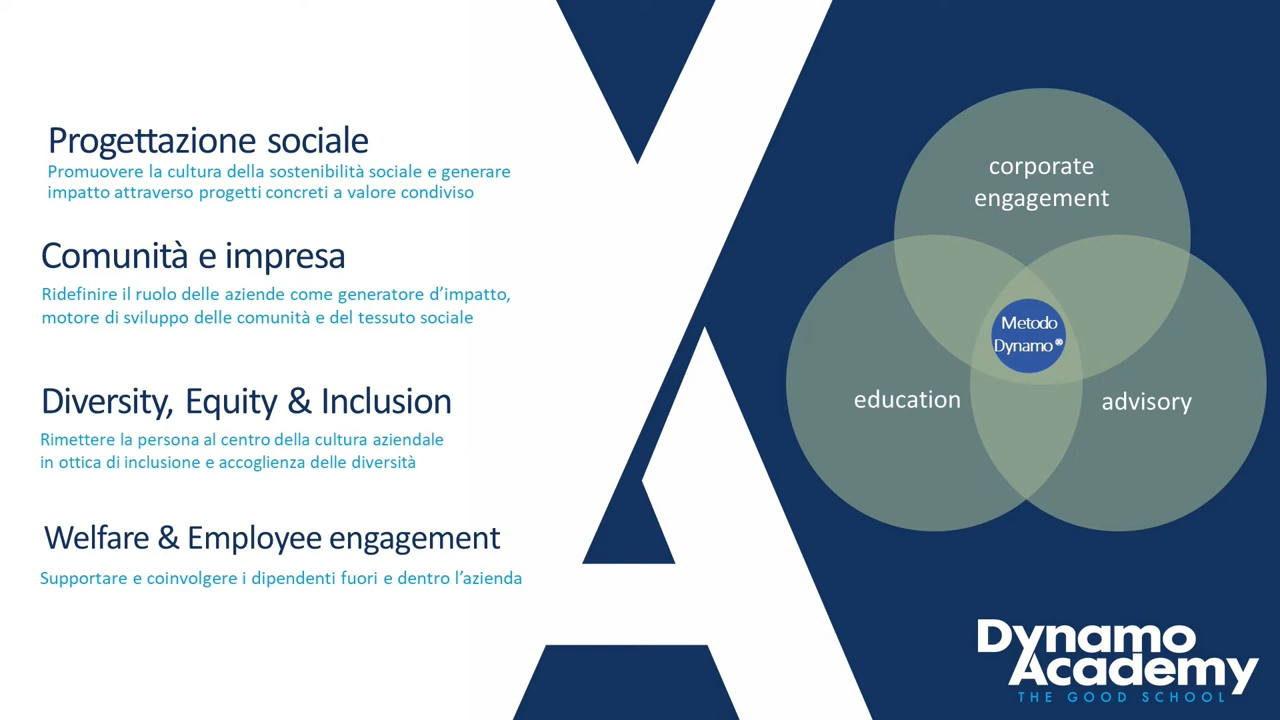 Progettazione sociale
Promuovere la cultura della sostenibilità sociale e generare
impatto attraverso progetti concreti a valore condiviso
Comunità e impresa
Ridefinire il ruolo delle aziende come generatore d’impatto,
motore di sviluppo delle comunità e del tessuto sociale
Diversity, Equity & Inclusion
Rimettere la persona al centro della cultura aziendale
in ottica di inclusione e accoglienza delle diversità
Welfare & Employee engagement
Supportare e coinvolgere i dipendenti fuori e dentro l’azienda
corporate
engagement
Metodo
Dynamo®
education
advisory
Dynamo
Academy
THE GOOD SCHOOL